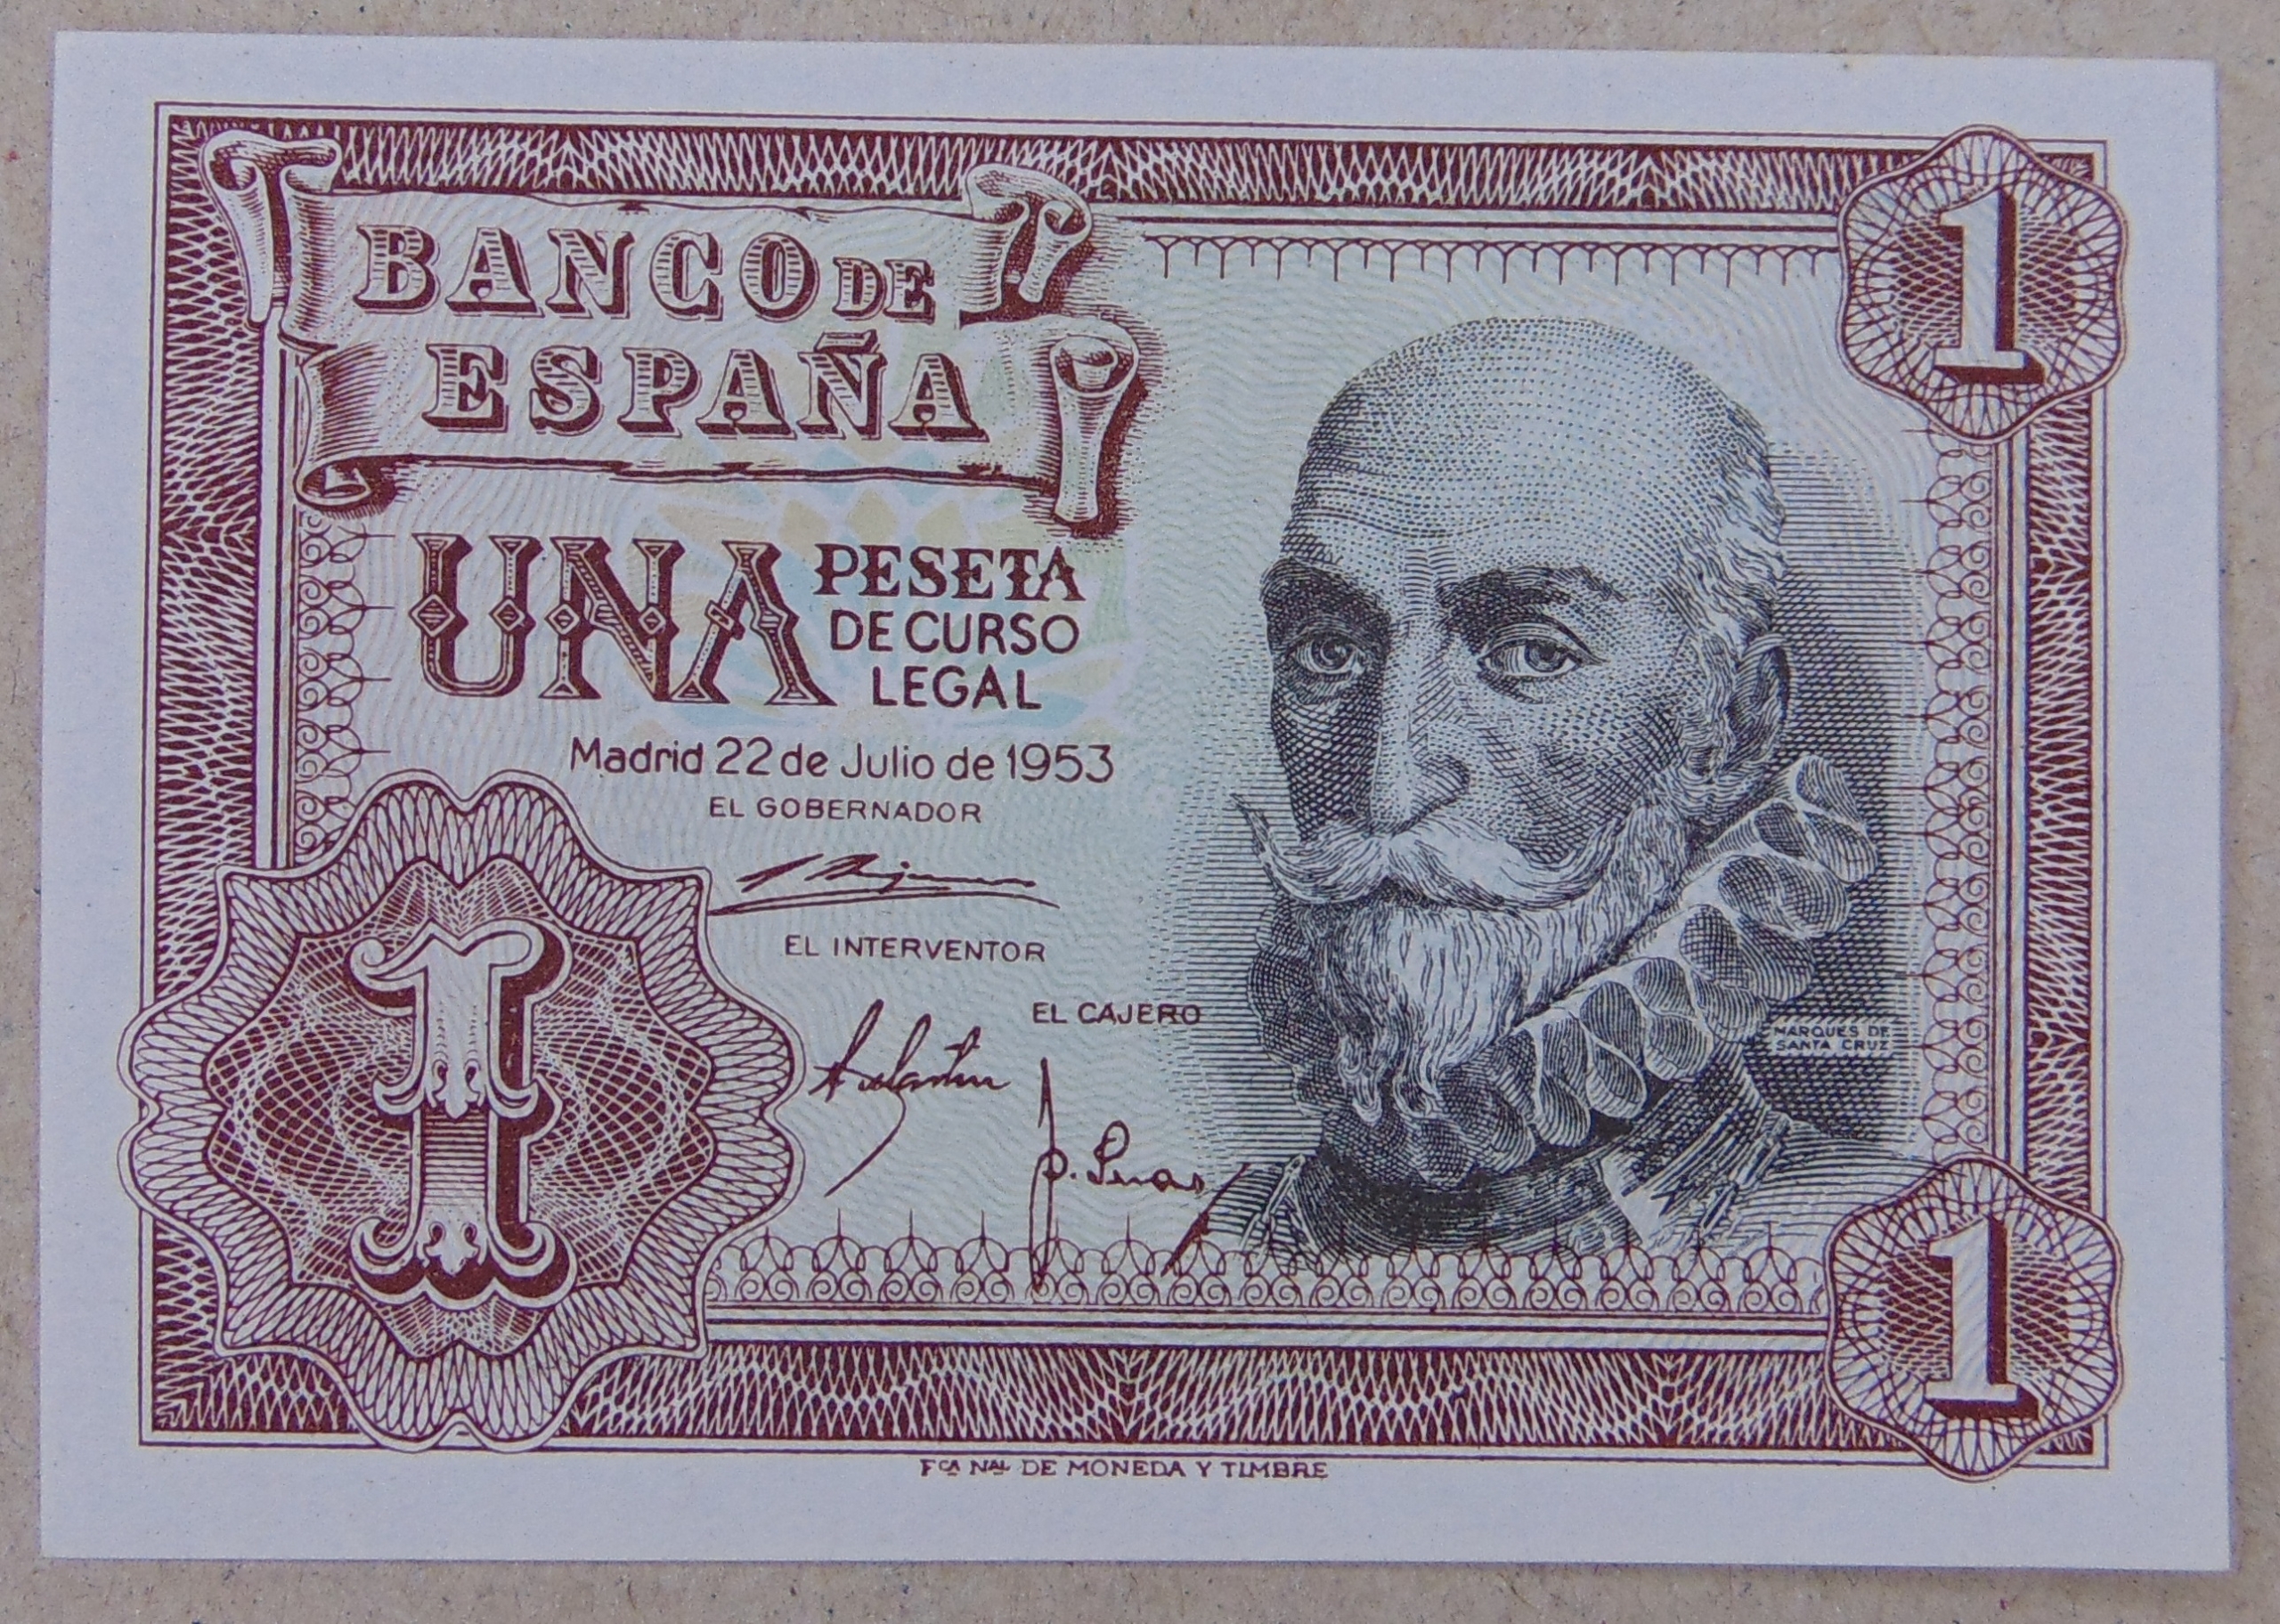 BANCO DE
ESPAÑA
1
UNA PESETA
DE CURSO
LEGAL
Madrid 22 de Julio de 1953
EL GOBERNADOR
EL INTERVENTOR
EL CAJERO
MARQUES DE
SANTA CRUZ
1
1
FCA NAL DE MONEDA Y TIMBRE